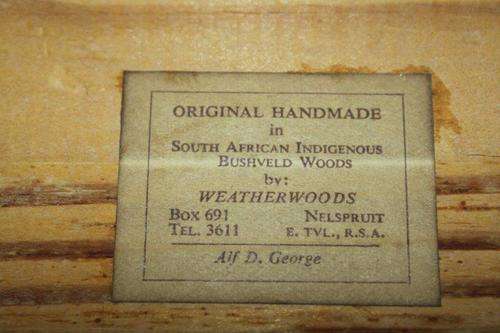 ORIGINAL HANDMADE
in
SOUTH AFRICAN INDIGENOUS
BUSHVELD WOODS
by:
WEATHERWOODS
BOX 691 NELSPRUIT
TEL. 3611 E. TVL., R.S.A.
Alf D. George